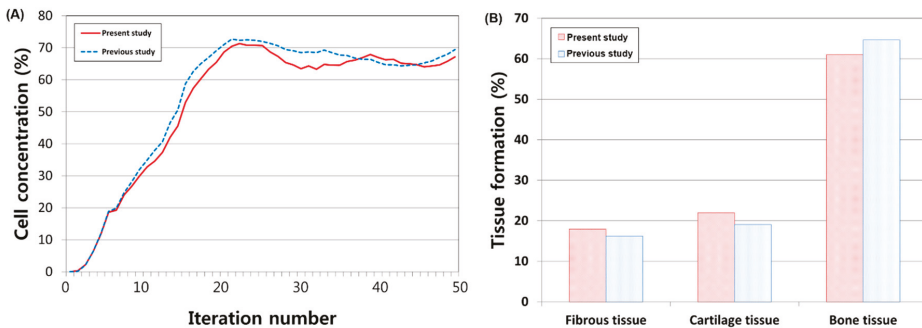 (A)
Cell concentration (%)
80
70
60
50
40
30
20
10
0
Present study
Previous study
0 10 20 30 40 50
Iteration number
(B)
Tissue formation (%)
70
60
50
40
30
20
10
0
Present study
Previous study
Fibrous tissue Cartilage tissue Bone tissue